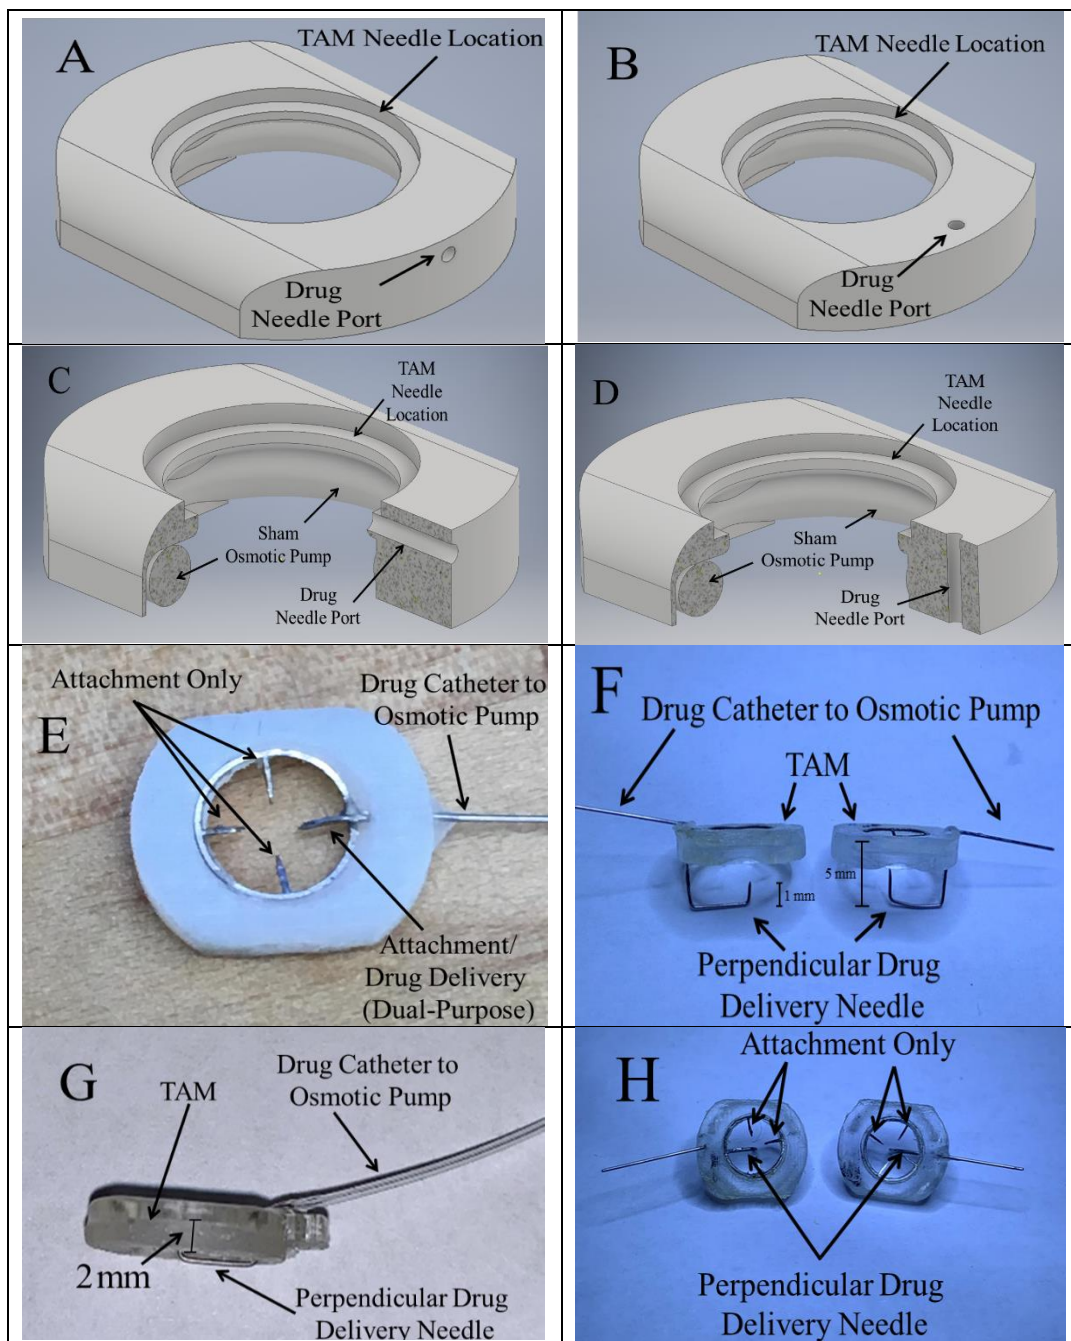 A
TAM Needle Location
Drug
Needle Port
B
TAM Needle Location
Drug
Needle Port
C
TAM
Needle
Location
Sham
Osmotic Pump
Drug
Needle Port
D
TAM
Needle
Location
Sham
Osmotic Pump
Drug
Needle Port
E
Attachment Only
Drug Catheter to
Osmotic Pump
Attachment/
Drug Delivery
(Dual-Purpose)
F
Drug Catheter to Osmotic Pump
TAM
5 mm
1 mm
Perpendicular Drug
Delivery Needle
G
TAM
Drug Catheter to
Osmotic Pump
2 mm
Perpendicular Drug
Delivery Needle
H
Attachment Only
Perpendicular Drug
Delivery Needle